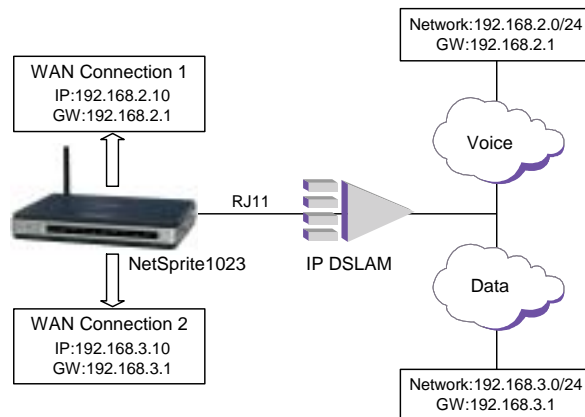 Network:192.168.2.0/24
GW:192.168.2.1
WAN Connection 1
IP:192.168.2.10
GW:192.168.2.1
Voice
RJ11
NetSprite1023
IP DSLAM
Data
WAN Connection 2
IP:192.168.3.10
GW:192.168.3.1
Network:192.168.3.0/24
GW:192.168.3.1